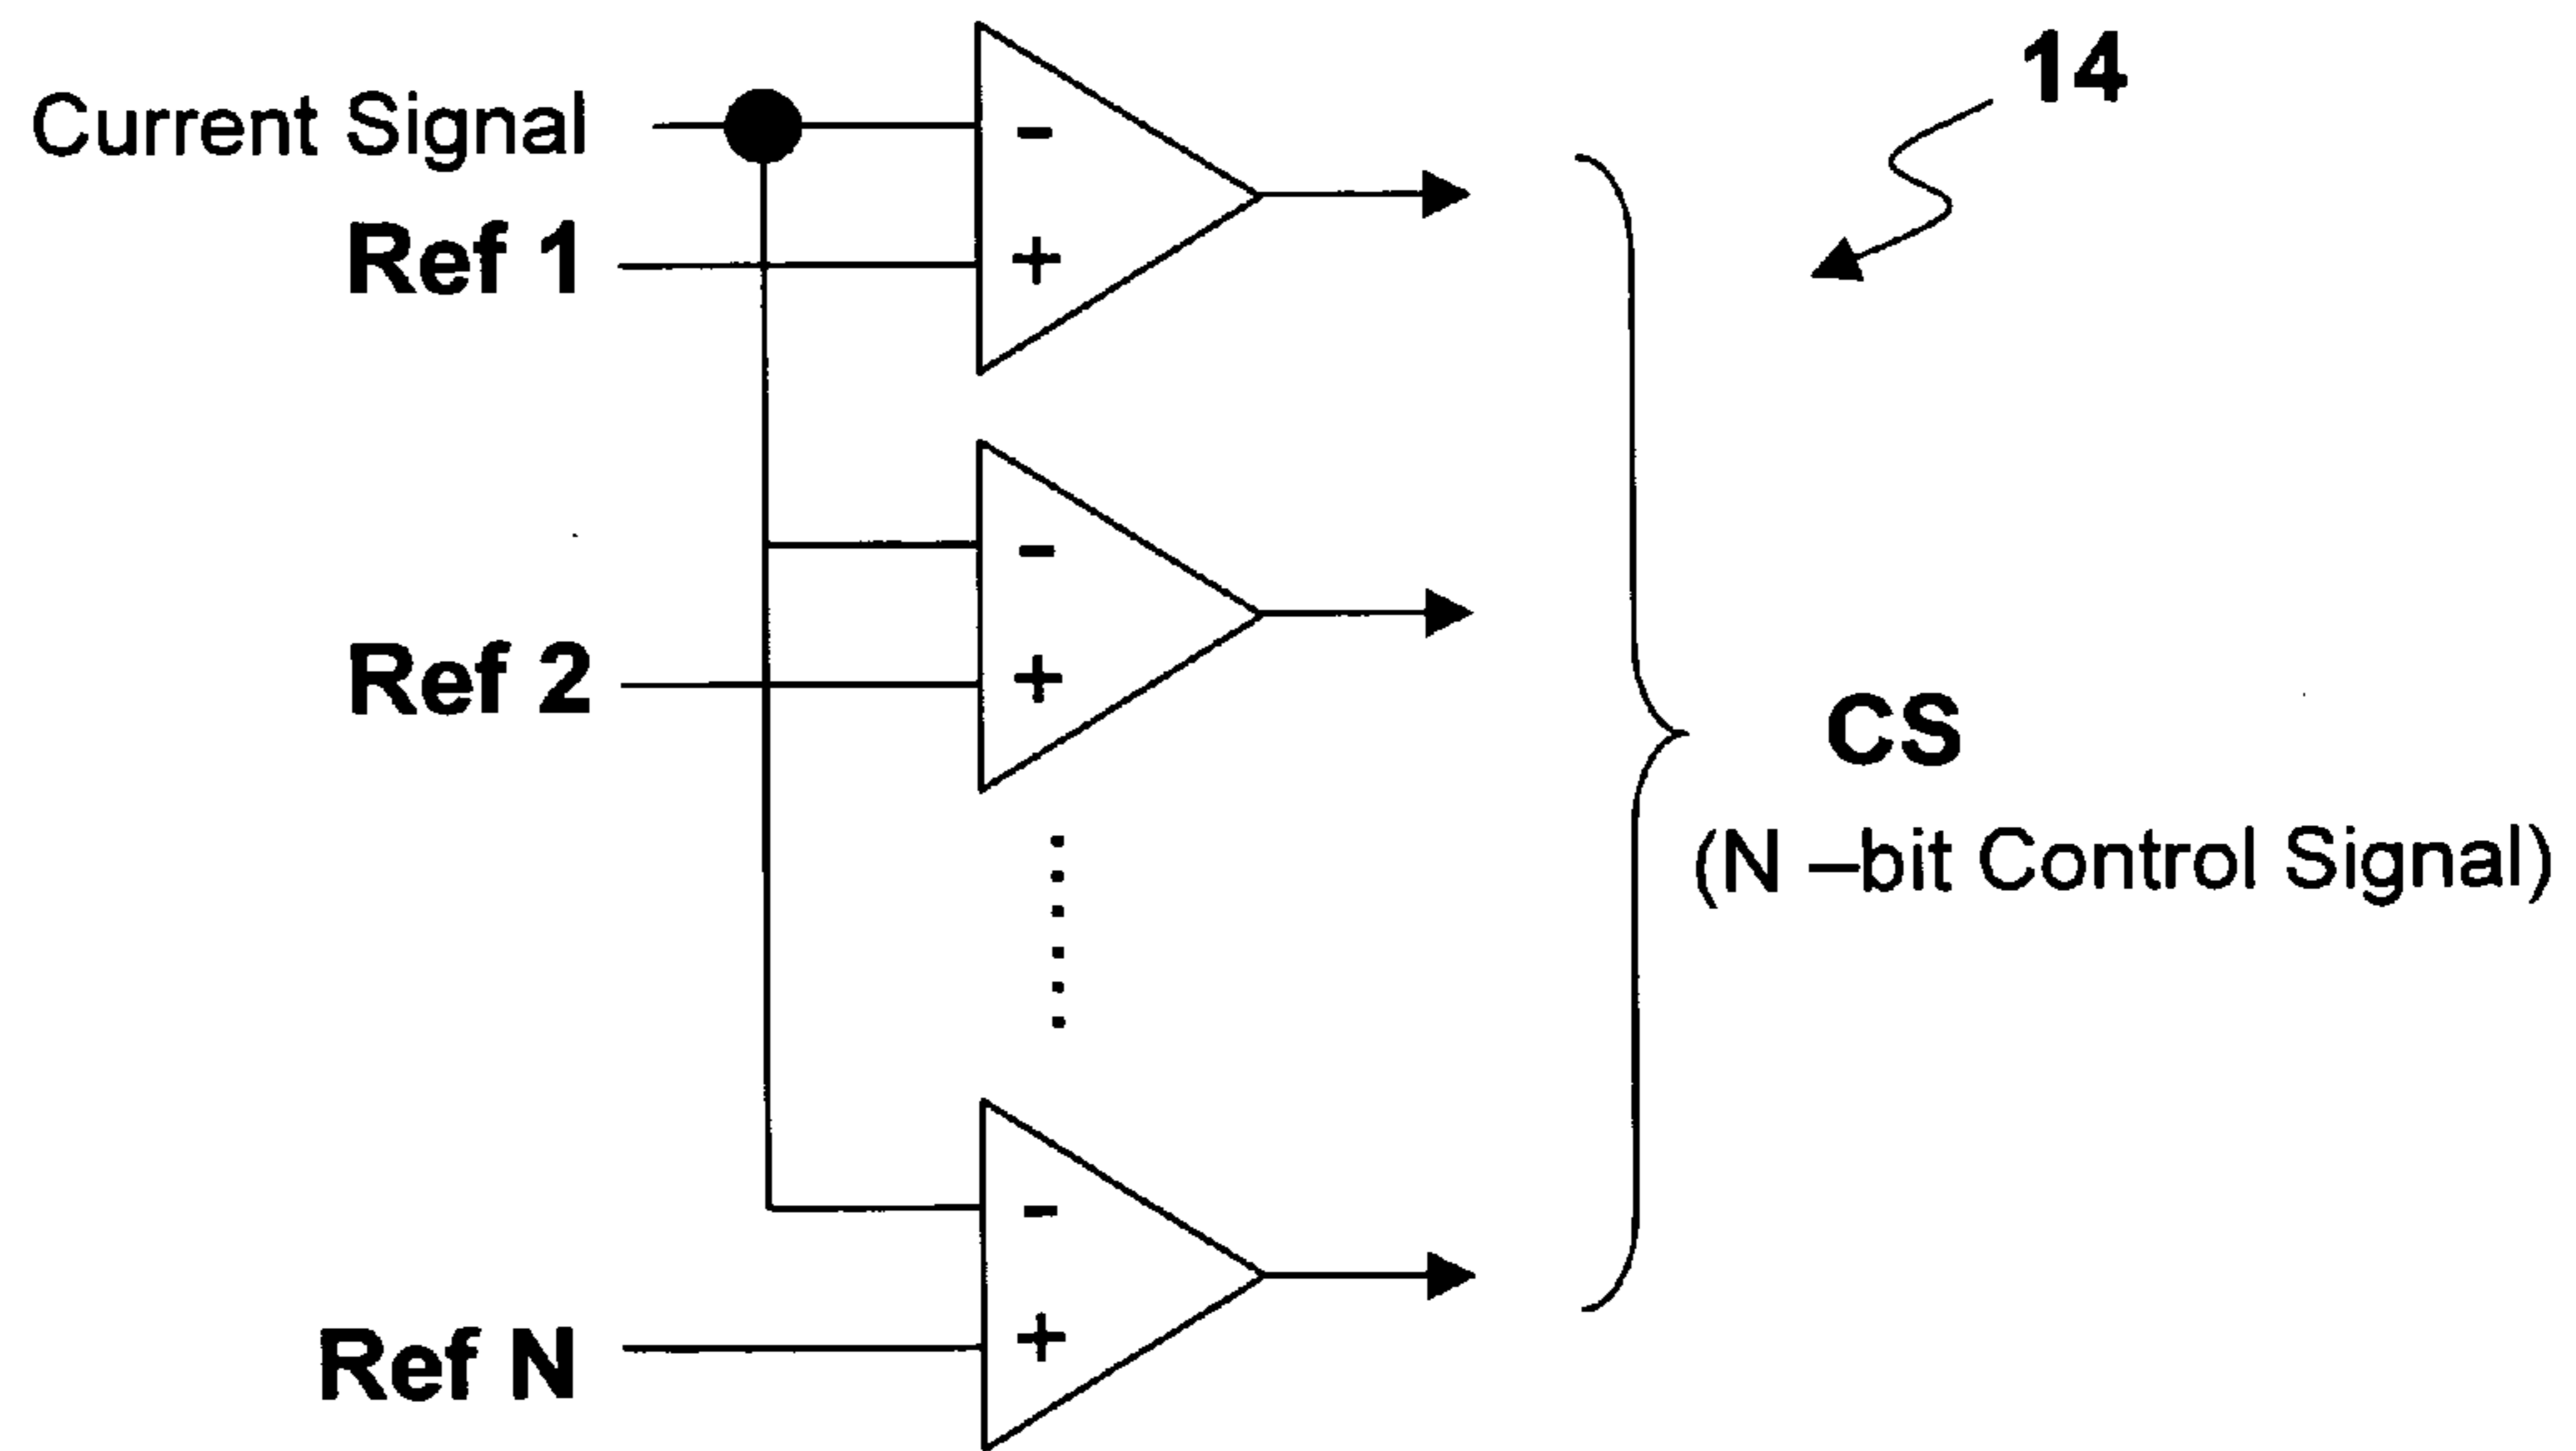 14
Current Signal
-
Ref 1
+
-
Ref 2
+
CS
(N –bit Control Signal)
-
Ref N
+